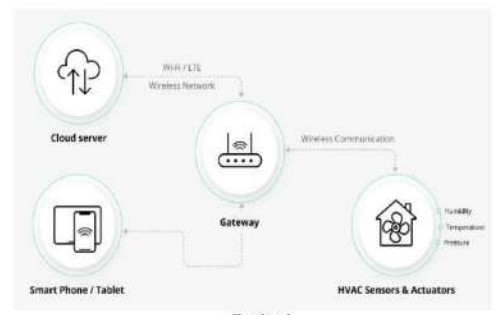 Wi-Fi / LTE
Wireless Network
Cloud server
Wireless Communication
Gateway
Humidity
Temperature
Pressure
Smart Phone / Tablet
HVAC Sensors & Actuators